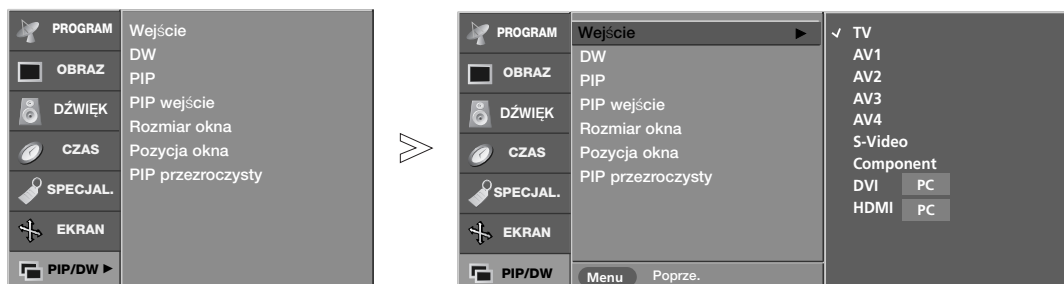 PROGRAM
OBRAZ
DŹWIĘK
CZAS
SPECJAL.
EKRAN
PIP/DW ►
Wejście
DW
PIP
PIP wejście
Rozmiar okna
Pozycja okna
PIP przezroczysty
PROGRAM
OBRAZ
DŹWIĘK
CZAS
SPECJAL.
EKRAN
PIP/DW
Wejście ►
DW
PIP
PIP wejście
Rozmiar okna
Pozycja okna
PIP przezroczysty
Menu Poprze.
✓ TV
AV1
AV2
AV3
AV4
S-Video
Component
DVI PC
HDMI PC